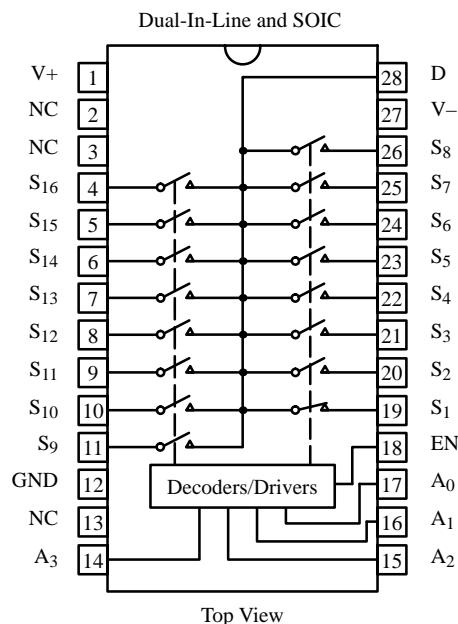 Dual-In-Line and SOIC
V+ 1 28 D
NC 2 27 V–
NC 3 26 S8
S16 4 25 S7
S15 5 24 S6
S14 6 23 S5
S13 7 22 S4
S12 8 21 S3
S11 9 20 S2
S10 10 19 S1
S9 11 18 EN
GND 12 Decoders/Drivers 17 A0
NC 13 16 A1
A3 14 15 A2
Top View